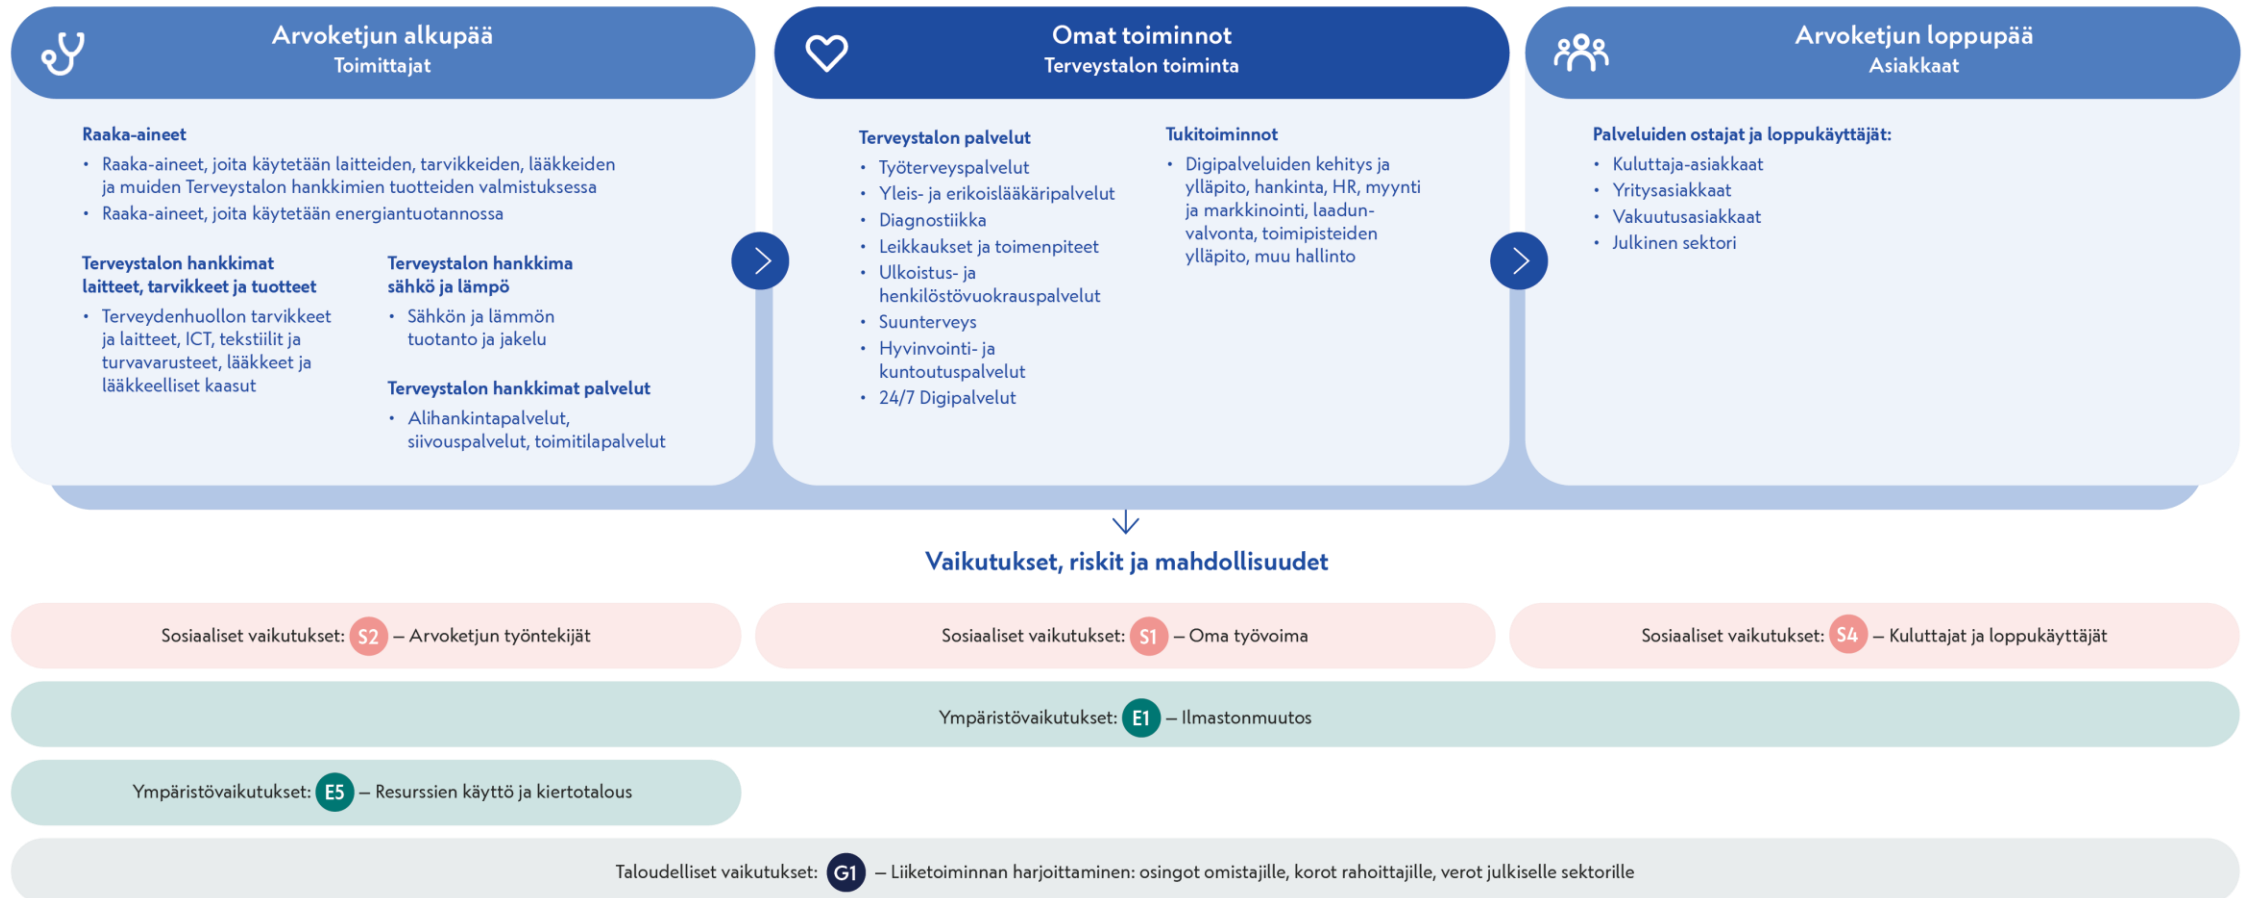 Arvoketjun alkupää
Toimittajat
Raaka-aineet
• Raaka-aineet, joita käytetään laitteiden, tarvikkeiden, lääkkeiden
ja muiden Terveystalon hankkimien tuotteiden valmistuksessa
• Raaka-aineet, joita käytetään energiantuotannossa
Terveystalon hankkimat
laitteet, tarvikkeet ja tuotteet
• Terveydenhuollon tarvikkeet
ja laitteet, ICT, tekstiilit ja
turvavarusteet, lääkkeet ja
lääkkeelliset kaasut
Terveystalon hankkima
sähkö ja lämpö
• Sähkön ja lämmön
tuotanto ja jakelu
Terveystalon hankkimat palvelut
• Alihankintapalvelut,
siivouspalvelut, toimitilapalvelut
Omat toiminnot
Terveystalon toiminta
Terveystalon palvelut
• Työterveyspalvelut
• Yleis- ja erikoislääkäripalvelut
• Diagnostiikka
• Leikkaukset ja toimenpiteet
• Ulkoistus- ja
henkilöstövuokrauspalvelut
• Suunterveys
• Hyvinvointi- ja
kuntoutuspalvelut
• 24/7 Digipalvelut
Tukitoiminnot
• Digipalveluiden kehitys ja
ylläpito, hankinta, HR, myynti
ja markkinointi, laadun-
valvonta, toimipisteiden
ylläpito, muu hallinto
Arvoketjun loppupää
Asiakkaat
Palveluiden ostajat ja loppukäyttäjät:
• Kuluttaja-asiakkaat
• Yritysasiakkaat
• Vakuutusasiakkaat
• Julkinen sektori
Vaikutukset, riskit ja mahdollisuudet
Sosiaaliset vaikutukset: S2 – Arvoketjun työntekijät
Sosiaaliset vaikutukset: S1 – Oma työvoima
Sosiaaliset vaikutukset: S4 – Kuluttajat ja loppukäyttäjät
Ympäristövaikutukset: E1 – Ilmastonmuutos
Ympäristövaikutukset: E5 – Resurssien käyttö ja kiertotalous
Taloudelliset vaikutukset: G1 – Liiketoiminnan harjoittaminen: osingot omistajille, korot rahoittajille, verot julkiselle sektorille